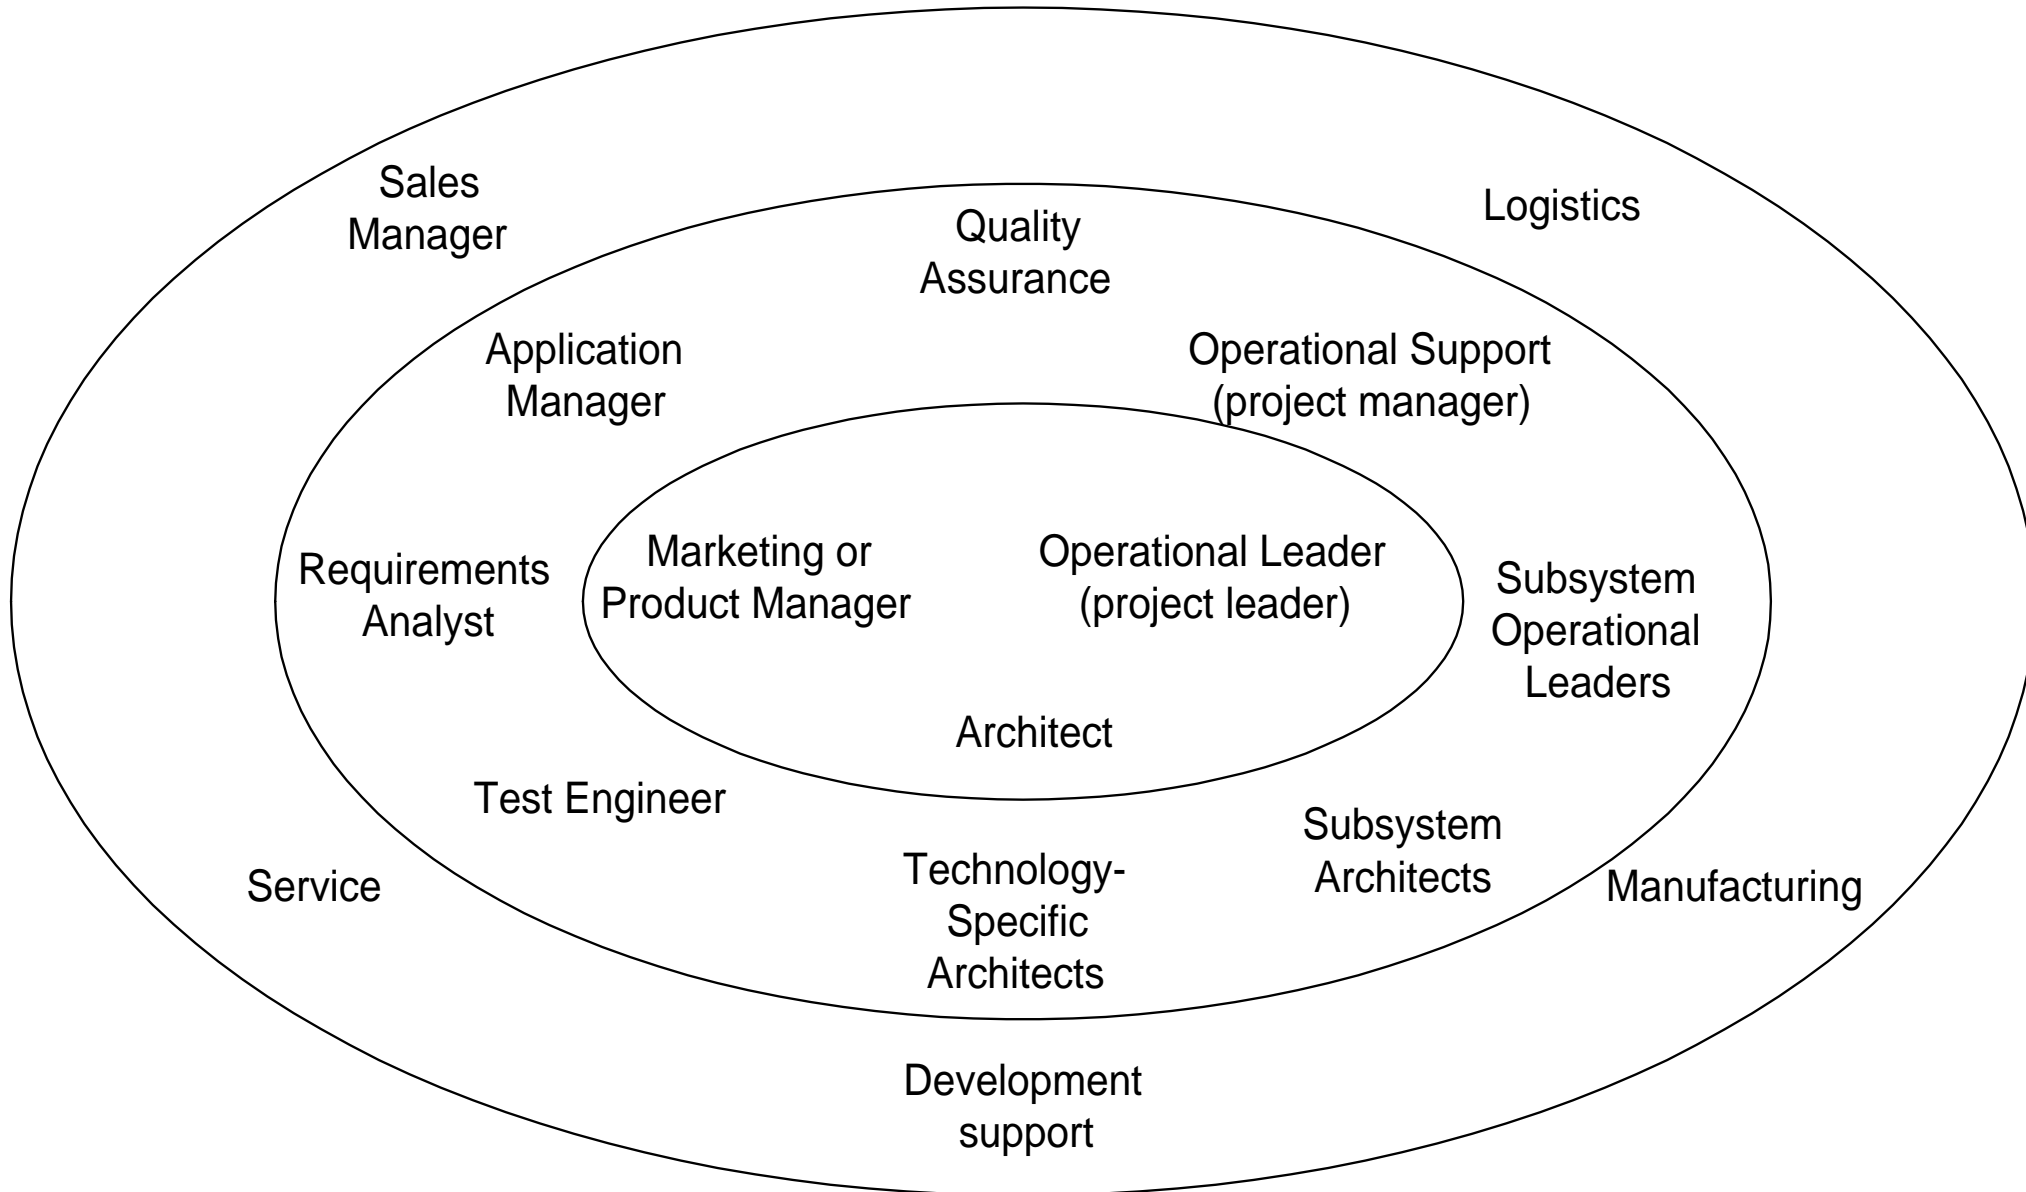 Sales
Manager
Logistics
Quality
Assurance
Application
Manager
Operational Support
(project manager)
Marketing or
Product Manager
Operational Leader
(project leader)
Requirements
Analyst
Subsystem
Operational
Leaders
Architect
Test Engineer
Subsystem
Architects
Technology-
Specific
Architects
Service
Manufacturing
Development
support